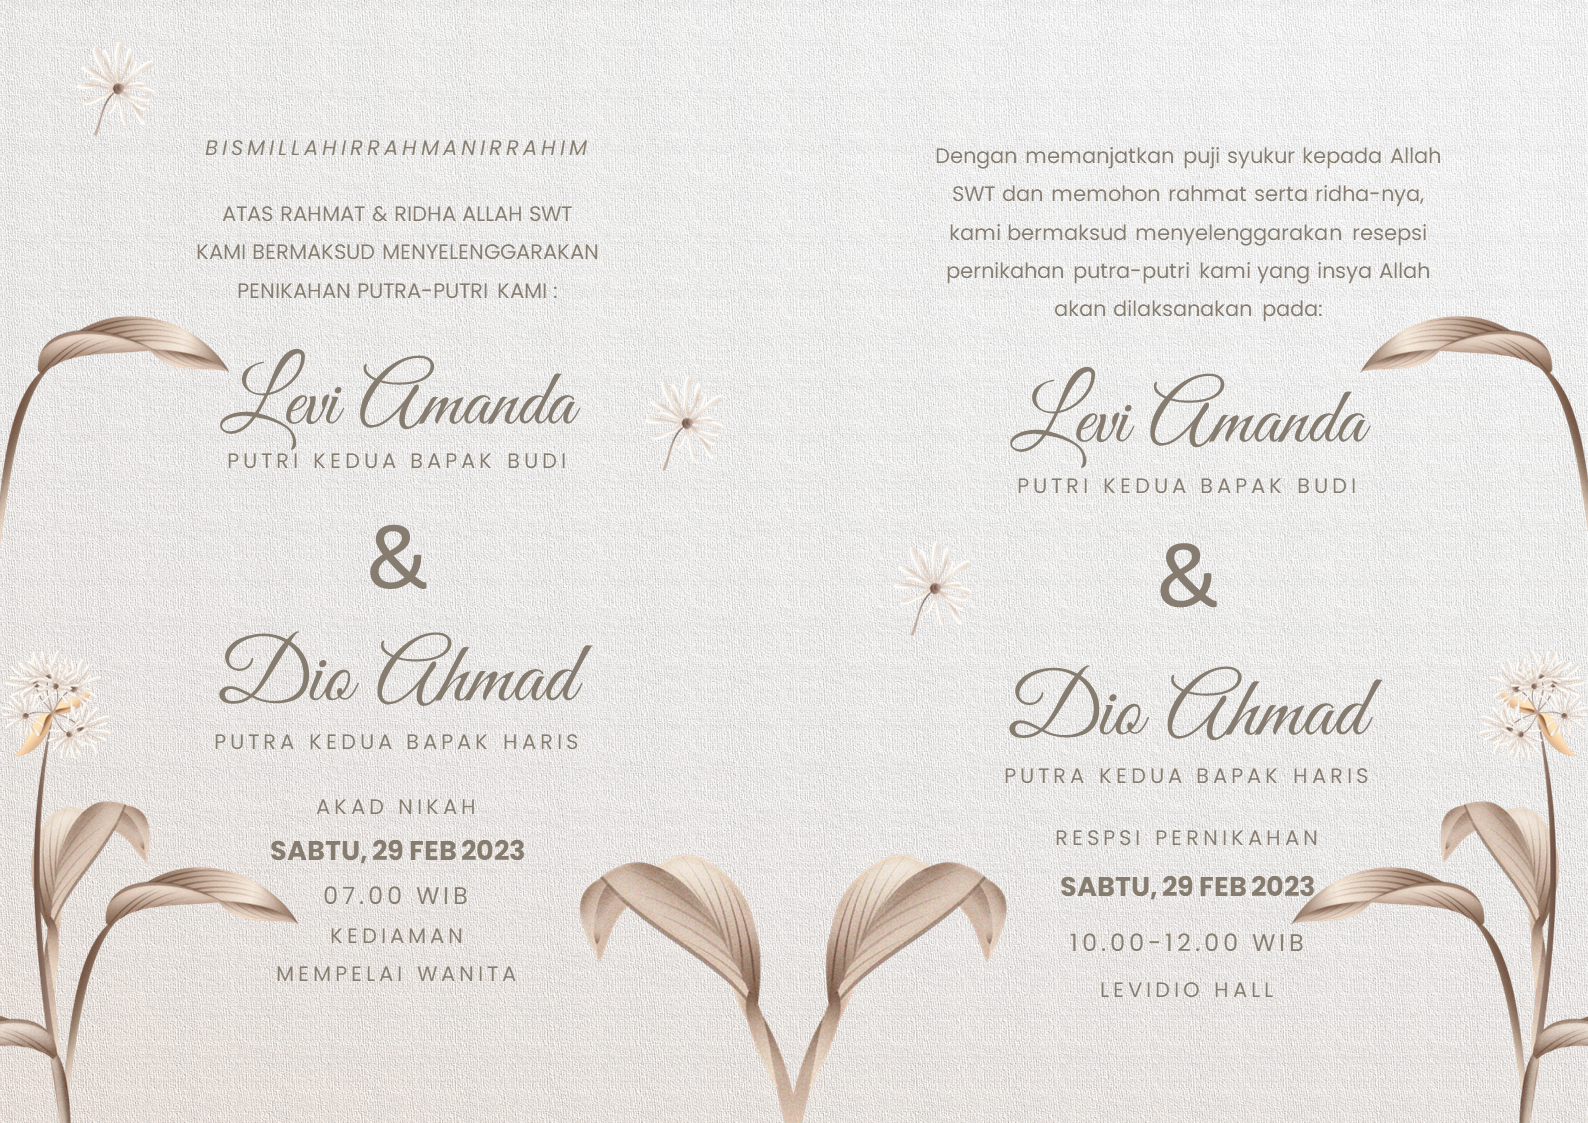 BISMILLAHIRRAHMANIRRAHIM
ATAS RAHMAT & RIDHA ALLAH SWT
KAMI BERMAKSUD MENYELENGGARAKAN
PENIKAHAN PUTRA-PUTRI KAMI :
Levi Amanda
PUTRI KEDUA BAPAK BUDI
&
Dio Ahmad
PUTRA KEDUA BAPAK HARIS
AKAD NIKAH
SABTU, 29 FEB 2023
07.00 WIB
KEDIAMAN
MEMPELAI WANITA
Dengan memanjatkan puji syukur kepada Allah
SWT dan memohon rahmat serta ridha-nya,
kami bermaksud menyelenggarakan resepsi
pernikahan putra-putri kami yang insya Allah
akan dilaksanakan pada:
Levi Amanda
PUTRI KEDUA BAPAK BUDI
&
Dio Ahmad
PUTRA KEDUA BAPAK HARIS
RESPSI PERNIKAHAN
SABTU, 29 FEB 2023
10.00-12.00 WIB
LEVIDIO HALL